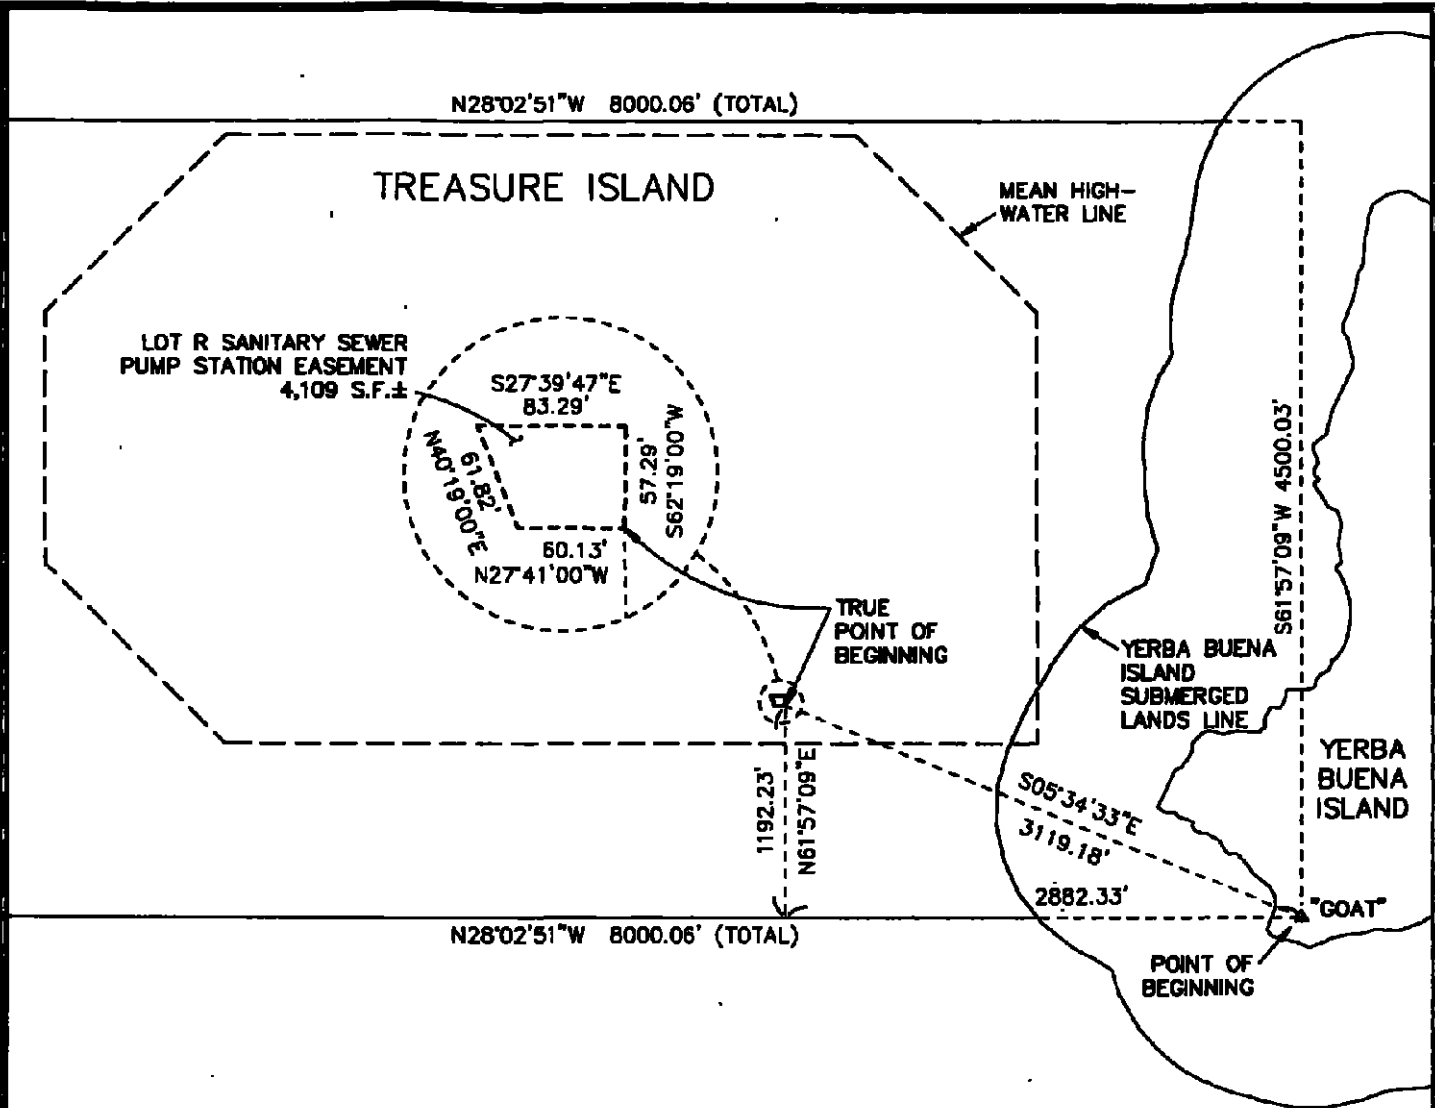 N28°02'51"W 8000.06' (TOTAL)
TREASURE ISLAND
MEAN HIGH-
WATER LINE
LOT R SANITARY SEWER
PUMP STATION EASEMENT
4,109 S.F.±
S27°39'47"E
83.29'
57.29'
S62°19'00"W
61.82'
N40°19'00"E
60.13'
N27°41'00"W
S61°57'09"W 4500.03'
TRUE
POINT OF
BEGINNING
YERBA BUENA
ISLAND
SUBMERGED
LANDS LINE
YERBA
BUENA
ISLAND
1192.23'
N61°57'09"E
S05°34'33"E
3119.18'
2882.33'
"GOAT"
N28°02'51"W 8000.06' (TOTAL)
POINT OF
BEGINNING